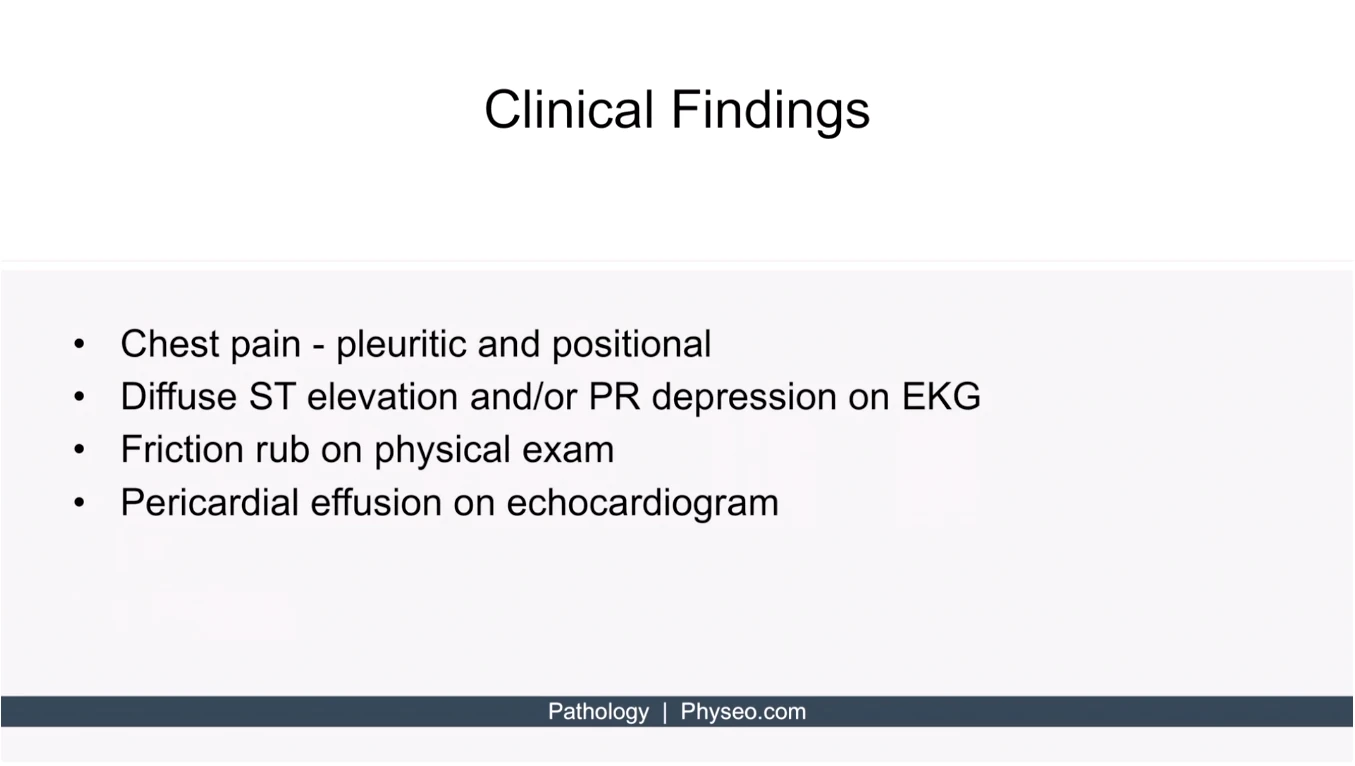 Clinical Findings
• Chest pain - pleuritic and positional
• Diffuse ST elevation and/or PR depression on EKG
• Friction rub on physical exam
• Pericardial effusion on echocardiogram
Pathology | Physeo.com